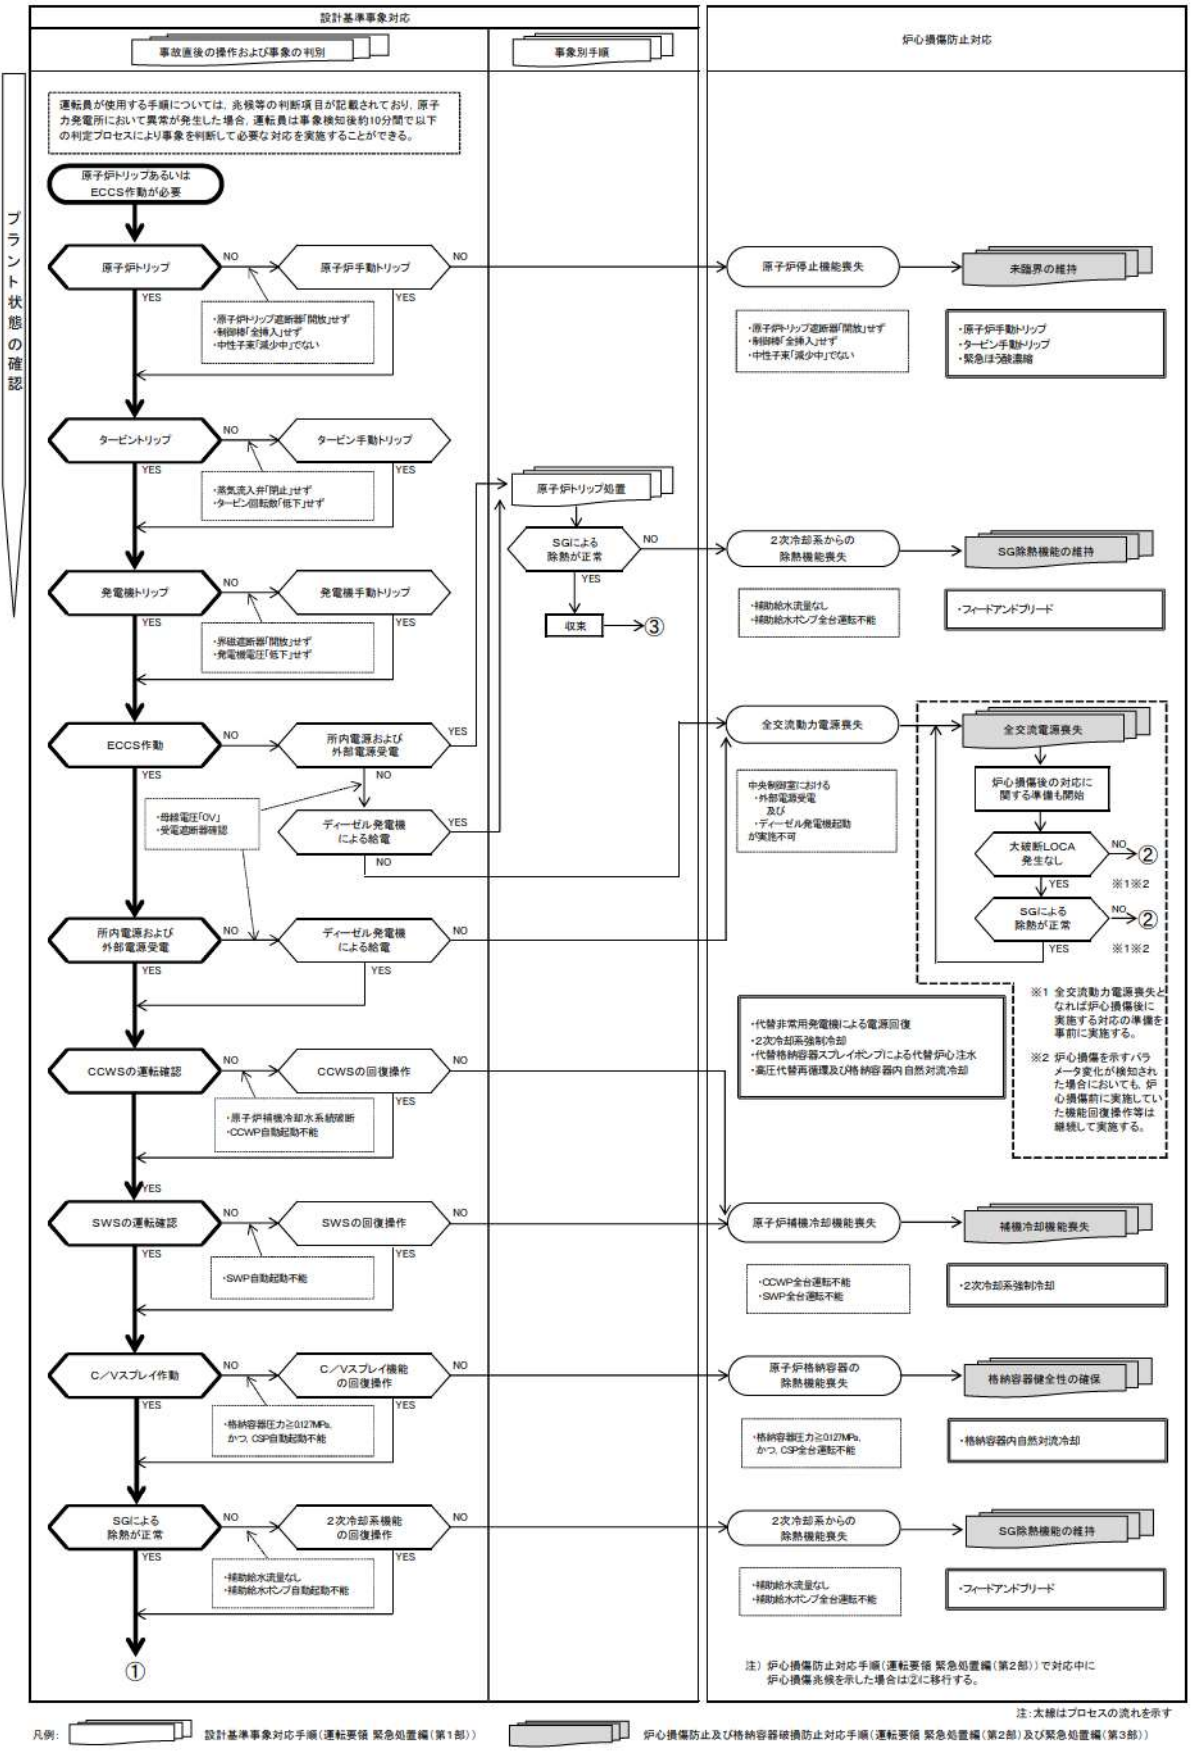 設計基準事象対応
炉心損傷防止対応
事故直後の操作および事象の判別
事象別手順
プラント状態の確認
運転員が使用する手順については，兆候等の判断項目が記載されており，原子
力発電所において異常が発生した場合，運転員は事象検知後約10分間で以下
の判定プロセスにより事象を判断して必要な対応を実施することができる。
原子炉トリップあるいは
ECCS作動が必要
原子炉トリップ
NO
原子炉手動トリップ
NO
原子炉停止機能喪失
未臨界の維持
YES
YES
・原子炉トリップ遮断器「開放」せず
・制御棒「全挿入」せず
・中性子束「減少中」でない
・原子炉トリップ遮断器「開放」せず
・制御棒「全挿入」せず
・中性子束「減少中」でない
・原子炉手動トリップ
・タービン手動トリップ
・緊急ほう酸濃縮
タービントリップ
NO
タービン手動トリップ
YES
YES
・蒸気流入弁「閉止」せず
・タービン回転数「低下」せず
原子炉トリップ処置
SGによる
除熱が正常
NO
YES
収束
③
2次冷却系からの
除熱機能喪失
SG除熱機能の維持
・補助給水流量なし
・補助給水ポンプ全台運転不能
・フィードアンドブリード
発電機トリップ
NO
発電機手動トリップ
YES
YES
・界磁遮断器「開放」せず
・発電機電圧「低下」せず
ECCS作動
NO
所内電源および
外部電源受電
YES
YES
NO
・母線電圧「0V」
・受電遮断器確認
ディーゼル発電機
による給電
YES
NO
全交流動力電源喪失
全交流電源喪失
中央制御室における
・外部電源受電
及び
・ディーゼル発電機起動
が実施不可
炉心損傷後の対応に
関する準備も開始
大破断LOCA
発生なし
NO
②
YES
※1※2
SGによる
除熱が正常
NO
②
YES
※1※2
所内電源および
外部電源受電
NO
ディーゼル発電機
による給電
NO
YES
YES
※1 全交流動力電源喪失と
なれば炉心損傷後に
実施する対応の準備を
事前に実施する。
※2 炉心損傷を示すパラ
メータ変化が検知され
た場合においても，炉
心損傷前に実施してい
た機能回復操作等は
継続して実施する。
・代替非常用発電機による電源回復
・2次冷却系強制冷却
・代替格納容器スプレイポンプによる代替炉心注水
・高圧代替再循環及び格納容器内自然対流冷却
CCWSの運転確認
NO
CCWSの回復操作
NO
YES
・原子炉補機冷却水系統破断
・CCWP自動起動不能
YES
SWSの運転確認
NO
SWSの回復操作
NO
原子炉補機冷却機能喪失
補機冷却機能喪失
YES
YES
・SWP自動起動不能
・CCWP全台運転不能
・SWP全台運転不能
・2次冷却系強制冷却
C／Vスプレイ作動
NO
C／Vスプレイ機能
の回復操作
NO
原子炉格納容器の
除熱機能喪失
格納容器健全性の確保
YES
YES
・格納容器圧力≧0.127MPa，
かつ，CSP自動起動不能
・格納容器圧力≧0.127MPa，
かつ，CSP全台運転不能
・格納容器内自然対流冷却
SGによる
除熱が正常
NO
2次冷却系機能
の回復操作
NO
2次冷却系からの
除熱機能喪失
SG除熱機能の維持
YES
YES
・補助給水流量なし
・補助給水ポンプ自動起動不能
・補助給水流量なし
・補助給水ポンプ全台運転不能
・フィードアンドブリード
①
注） 炉心損傷防止対応手順（運転要領 緊急処置編（第2部））で対応中に
炉心損傷兆候を示した場合は②に移行する。
注：太線はプロセスの流れを示す
凡例：
設計基準事象対応手順（運転要領 緊急処置編（第1部））
炉心損傷防止及び格納容器破損防止対応手順（運転要領 緊急処置編（第2部）及び緊急処置編（第3部））